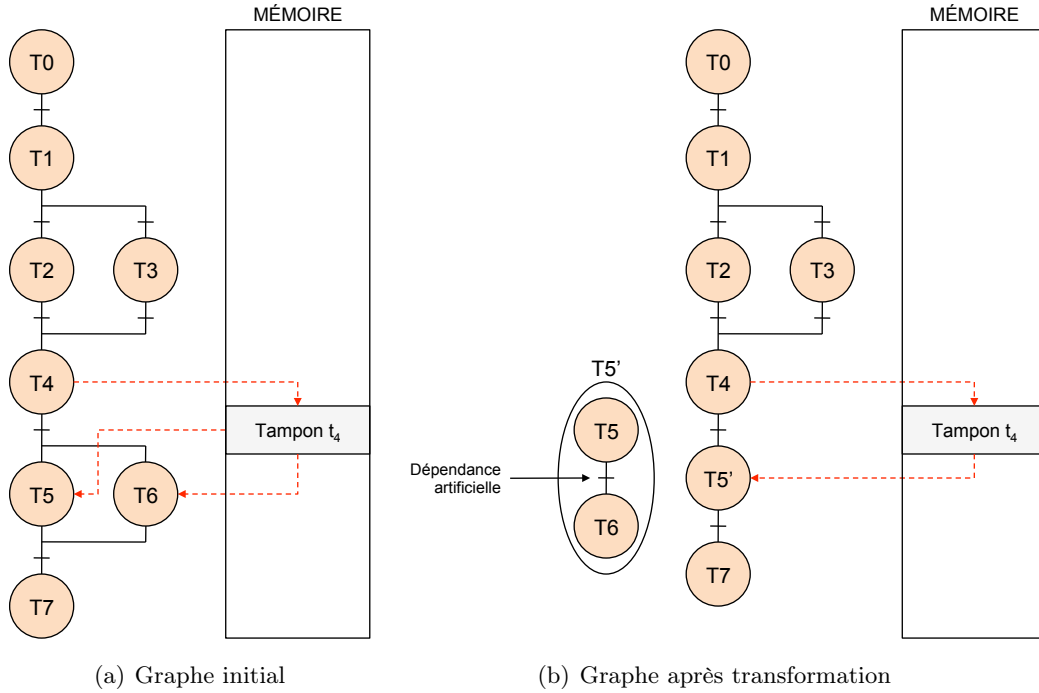 MÉMOIRE
T0
T1
T2
T3
T4
Tampon t₄
T5
T6
T7
(a) Graphe initial
MÉMOIRE
T0
T1
T2
T3
T5’
T4
T5
Tampon t₄
Dépendance
artificielle
T5’
T6
T7
(b) Graphe après transformation